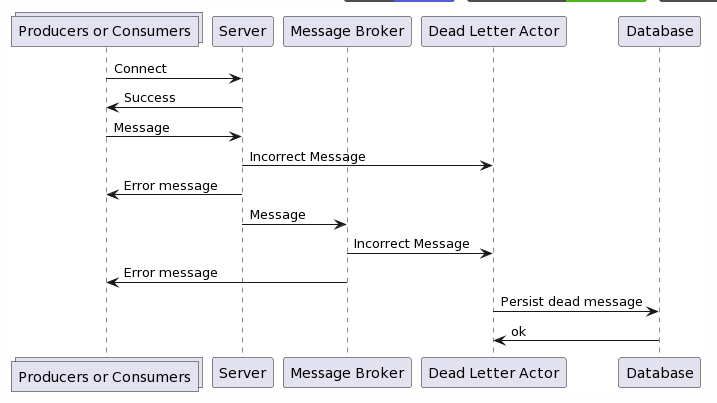 Producers or Consumers Server Message Broker Dead Letter Actor Database
Connect
Success
Message
Incorrect Message
Error message
Message
Incorrect Message
Error message
Persist dead message
ok
Producers or Consumers Server Message Broker Dead Letter Actor Database